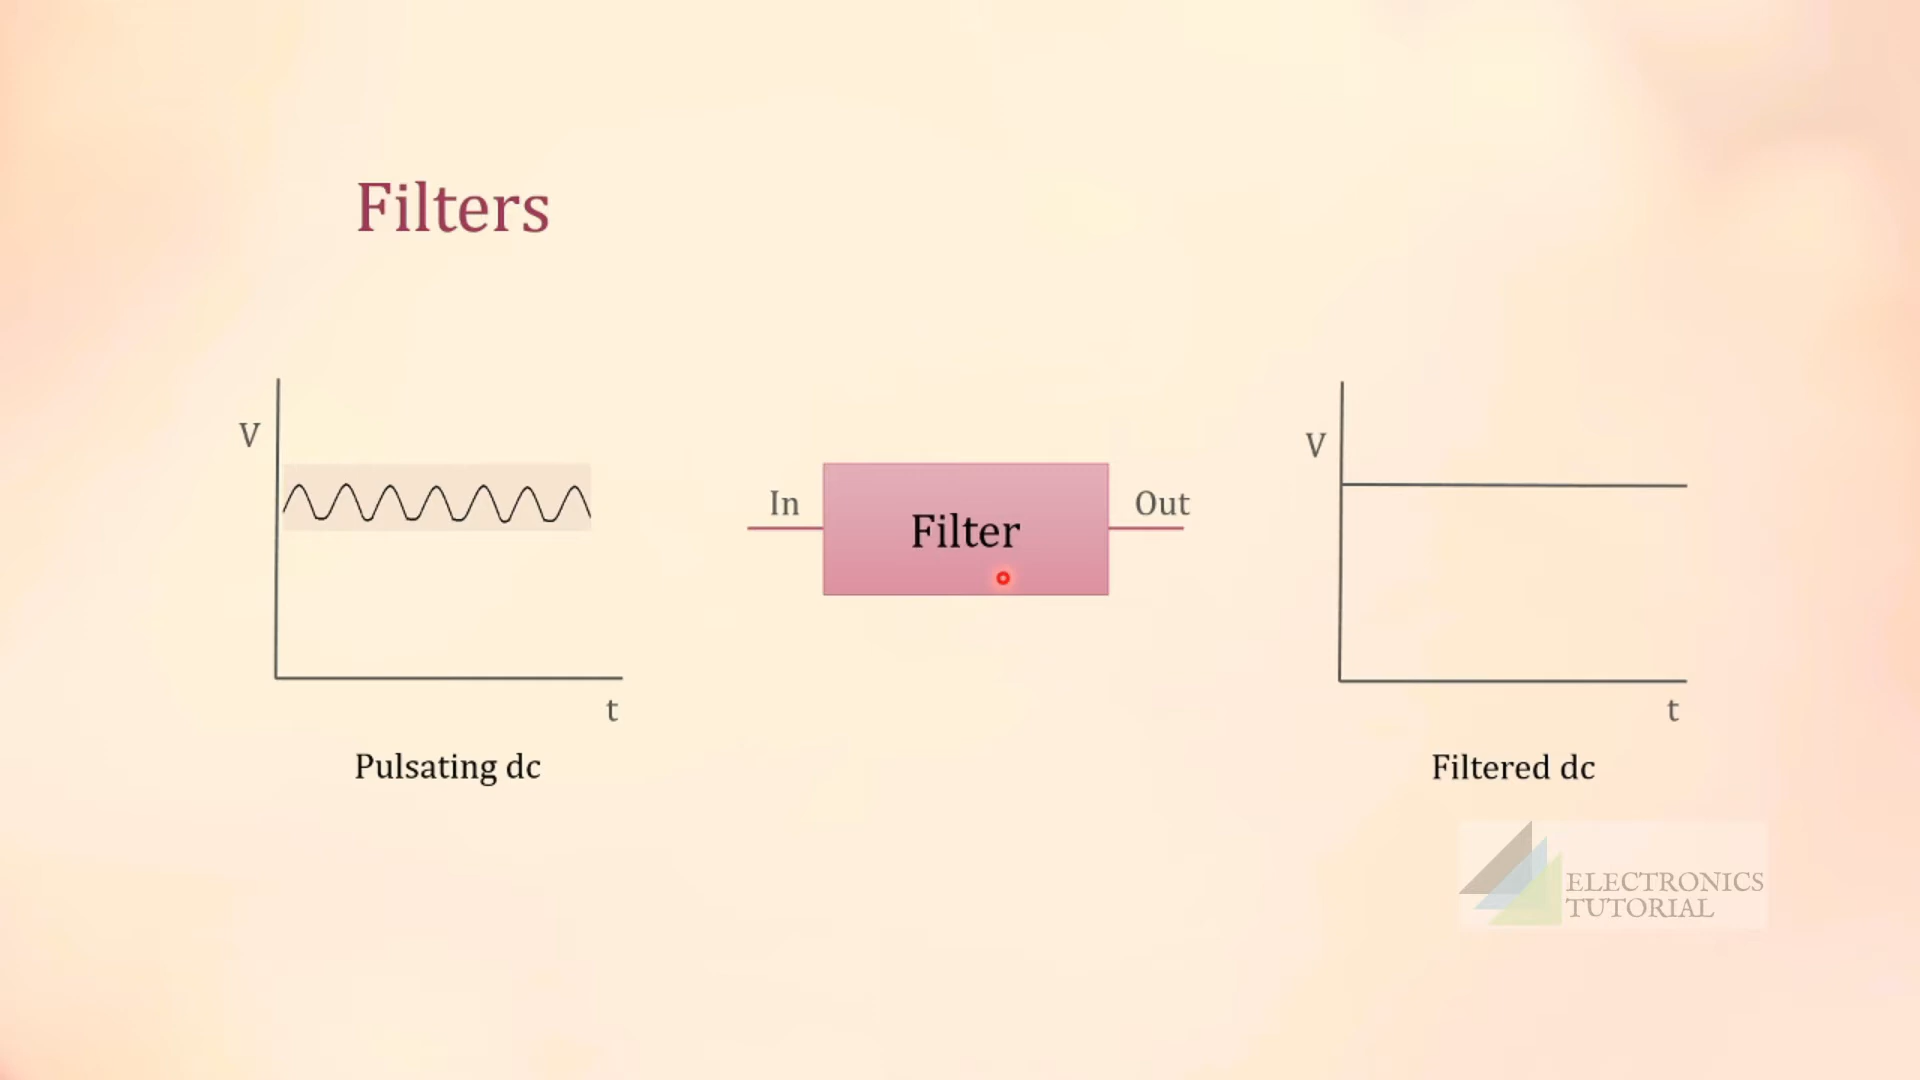 Filters
V
t
Pulsating dc
In
Filter
Out
V
t
Filtered dc
ELECTRONICS
TUTORIAL